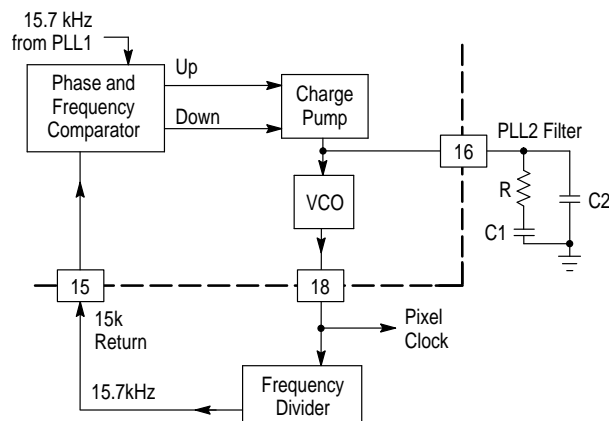 15.7 kHz
from PLL1
Phase and
Frequency
Comparator
Up
Down
Charge
Pump
16
PLL2 Filter
R
C1
C2
VCO
15
18
15k
Return
Pixel
Clock
15.7kHz
Frequency
Divider